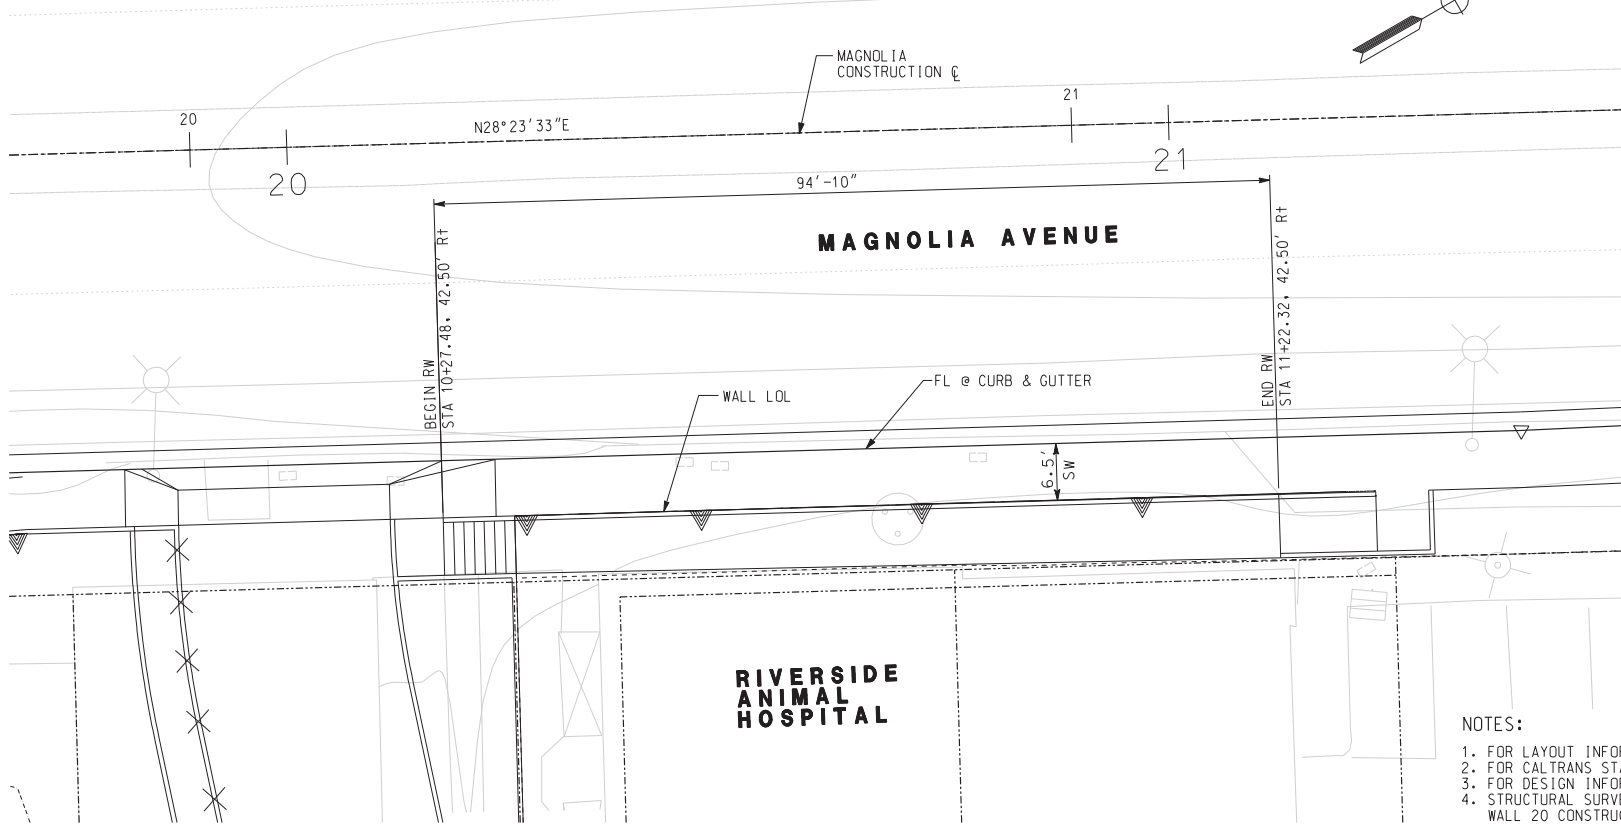 MAGNOLIA
CONSTRUCTION ℄
20
21
N28°23'33"E
20
21
94'-10"
MAGNOLIA AVENUE
BEGIN RW
STA 10+27.48, 42.50' Rt
END RW
STA 11+22.32, 42.50' Rt
FL @ CURB & GUTTER
WALL LOL
6.5'
SW
RIVERSIDE
ANIMAL
HOSPITAL
NOTES:
1. FOR LAYOUT INFO
2. FOR CALTRANS STA
3. FOR DESIGN INFO
4. STRUCTURAL SURVE
WALL 20 CONSTRUC